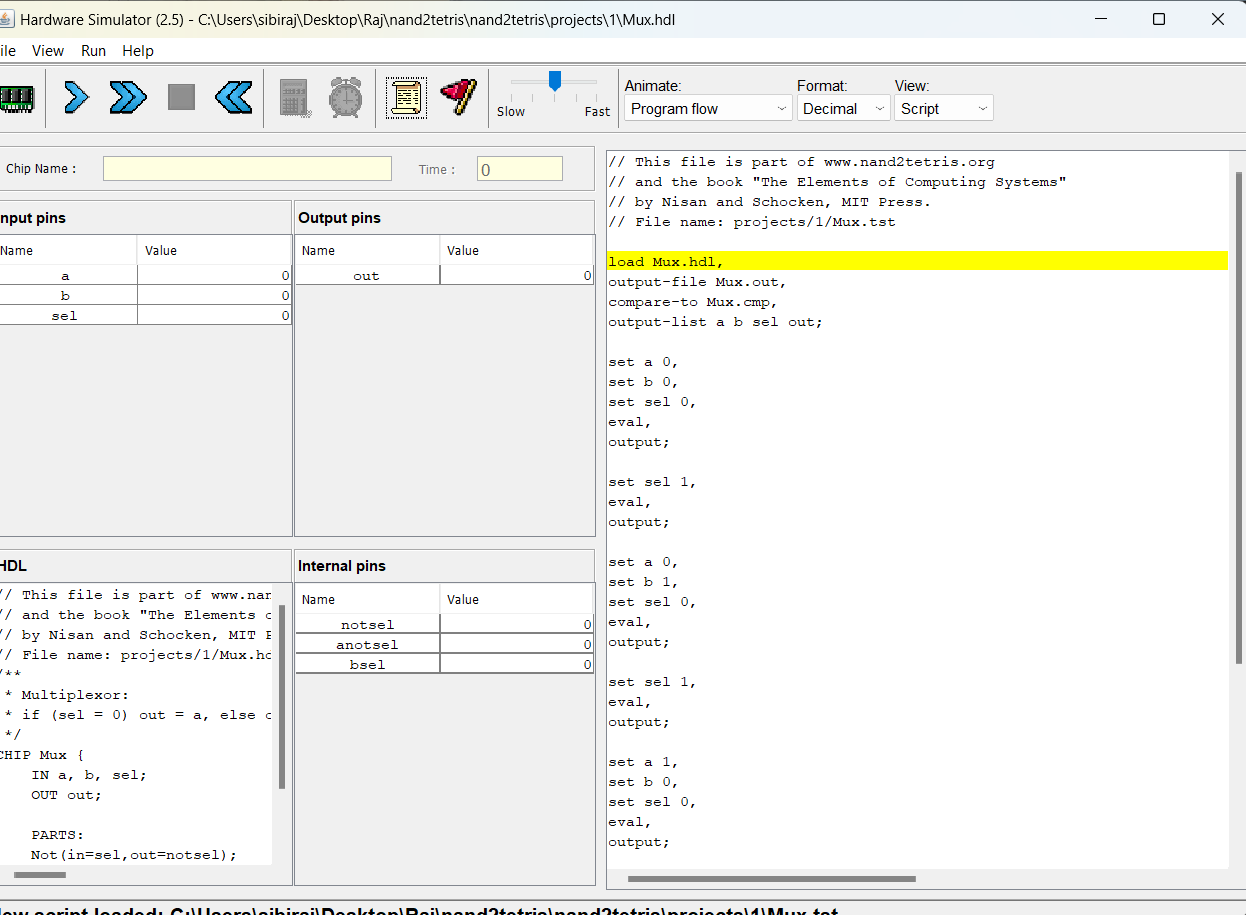 Hardware Simulator (2.5) - C:\Users\sibiraj\Desktop\Raj\nand2tetris\nand2tetris\projects\1\Mux.hdl
ile View Run Help
Slow Fast
Animate:
Program flow
Format:
Decimal
View:
Script
Chip Name :
Time : 0
nput pins
Name Value
a 0
b 0
sel 0
Output pins
Name Value
out 0
HDL
// This file is part of www.nan
// and the book "The Elements o
// by Nisan and Schocken, MIT P
// File name: projects/1/Mux.hd
/**
* Multiplexor:
* if (sel = 0) out = a, else o
*/
CHIP Mux {
IN a, b, sel;
OUT out;
PARTS:
Not(in=sel,out=notsel);
Internal pins
Name Value
notsel 0
anotsel 0
bsel 0
// This file is part of www.nand2tetris.org
// and the book "The Elements of Computing Systems"
// by Nisan and Schocken, MIT Press.
// File name: projects/1/Mux.tst
load Mux.hdl,
output-file Mux.out,
compare-to Mux.cmp,
output-list a b sel out;
set a 0,
set b 0,
set sel 0,
eval,
output;
set sel 1,
eval,
output;
set a 0,
set b 1,
set sel 0,
eval,
output;
set sel 1,
eval,
output;
set a 1,
set b 0,
set sel 0,
eval,
output;
ew script loaded: C:\Users\sibiraj\Desktop\Raj\nand2tetris\nand2tetris\projects\1\Mux.tst